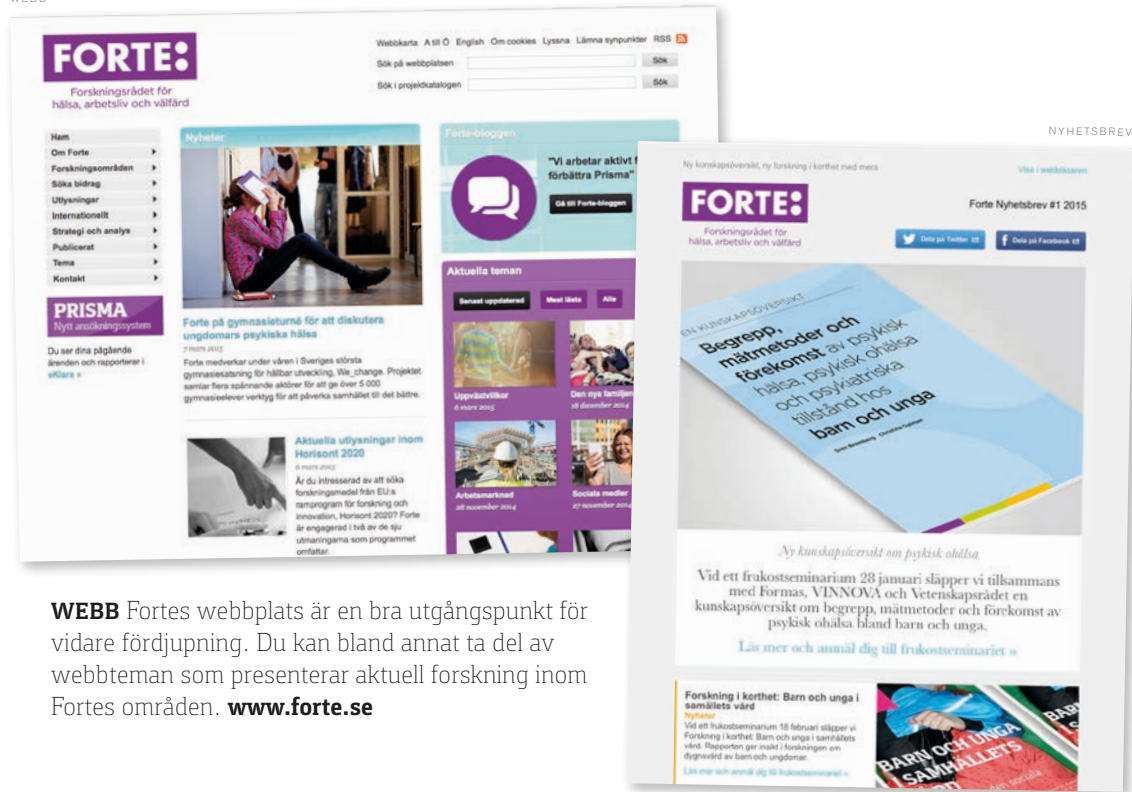 WEBB
FORTE:
Forskningsrådet för
hälsa, arbetsliv och välfärd
Webbkarta A till Ö English Om cookies Lyssna Lämna synpunkter RSS
Sök på webbplatsen
Sök
Sök i projektkatalogen
Sök
Hem
Om Forte
Forskningsområden
Söka bidrag
Utlysningar
Internationellt
Strategi och analys
Publicerat
Tema
Kontakt
PRISMA
Nytt ansökningssystem
Du ser dina pågående
ärenden och rapporterar i
eKlara »
Nyheter
Forte på gymnasieturné för att diskutera
ungdomars psykiska hälsa
7 mars 2015
Forte medverkar under våren i Sveriges största
gymnasiesatsning för hållbar utveckling, We_change. Projektet
samlar flera spännande aktörer för att ge över 5 000
gymnasieelever verktyg för att påverka samhället till det bättre.
Aktuella utlysningar inom
Horisont 2020
6 mars 2015
Är du intresserad av att söka
forskningsmedel från EU:s
ramprogram för forskning och
innovation, Horisont 2020? Forte
är engagerad i två av de sju
utmaningarna som programmet
omfattar.
Forte-bloggen
"Vi arbetar aktivt f
förbättra Prisma"
Gå till Forte-bloggen
Aktuella teman
Senast uppdaterad Mest lästa Alla
Uppväxtvillkor
6 mars 2015
Den nya familjen
18 december 2014
Arbetsmarknad
28 november 2014
Sociala medier
27 november 2014
WEBB Fortes webbplats är en bra utgångspunkt för
vidare fördjupning. Du kan bland annat ta del av
webbteman som presenterar aktuell forskning inom
Fortes områden. www.forte.se
NYHETSBREV
Ny kunskapsöversikt, ny forskning i korthet med mera
Visa i webbläsaren
FORTE:
Forskningsrådet för
hälsa, arbetsliv och välfärd
Forte Nyhetsbrev #1 2015
Dela på Twitter
Dela på Facebook
EN KUNSKAPSÖVERSIKT
Begrepp,
mätmetoder och
förekomst av psykisk
hälsa, psykisk ohälsa
och psykiatriska
tillstånd hos
barn och unga
Ny kunskapsöversikt om psykisk ohälsa
Vid ett frukostseminarium 28 januari släpper vi tillsammans
med Formas, VINNOVA och Vetenskapsrådet en
kunskapsöversikt om begrepp, mätmetoder och förekomst av
psykisk ohälsa bland barn och unga.
Läs mer och anmäl dig till frukostseminariet »
Forskning i korthet: Barn och unga i
samällets vård
Nyheter
Vid ett frukostseminarium 18 februari släpper vi
Forskning i korthet: Barn och unga i samhällets
vård. Rapporten ger insikt i forskningen om
dygnsvård av barn och ungdomar.
Läs mer och anmäl dig till frukostseminariet »
BARN OCH UNGA
I SAMHÄLLETS